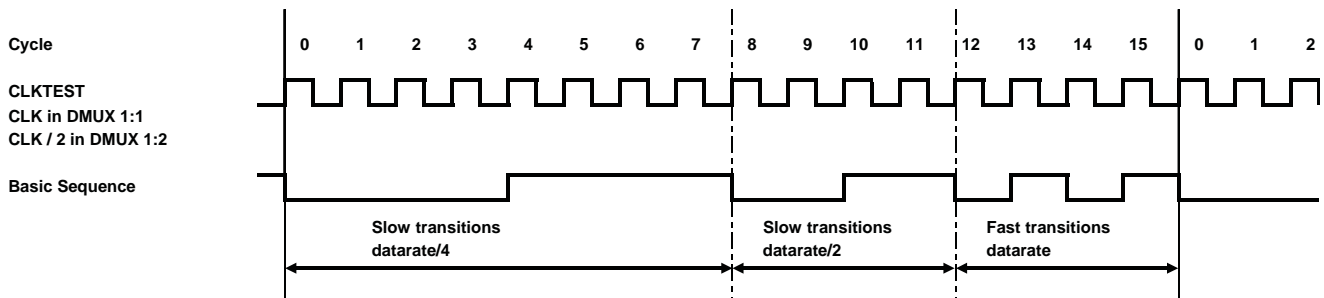 Cycle 0 1 2 3 4 5 6 7 8 9 10 11 12 13 14 15 0 1 2
CLKTEST
CLK in DMUX 1:1
CLK / 2 in DMUX 1:2
Basic Sequence
Slow transitions
datarate/4
Slow transitions
datarate/2
Fast transitions
datarate